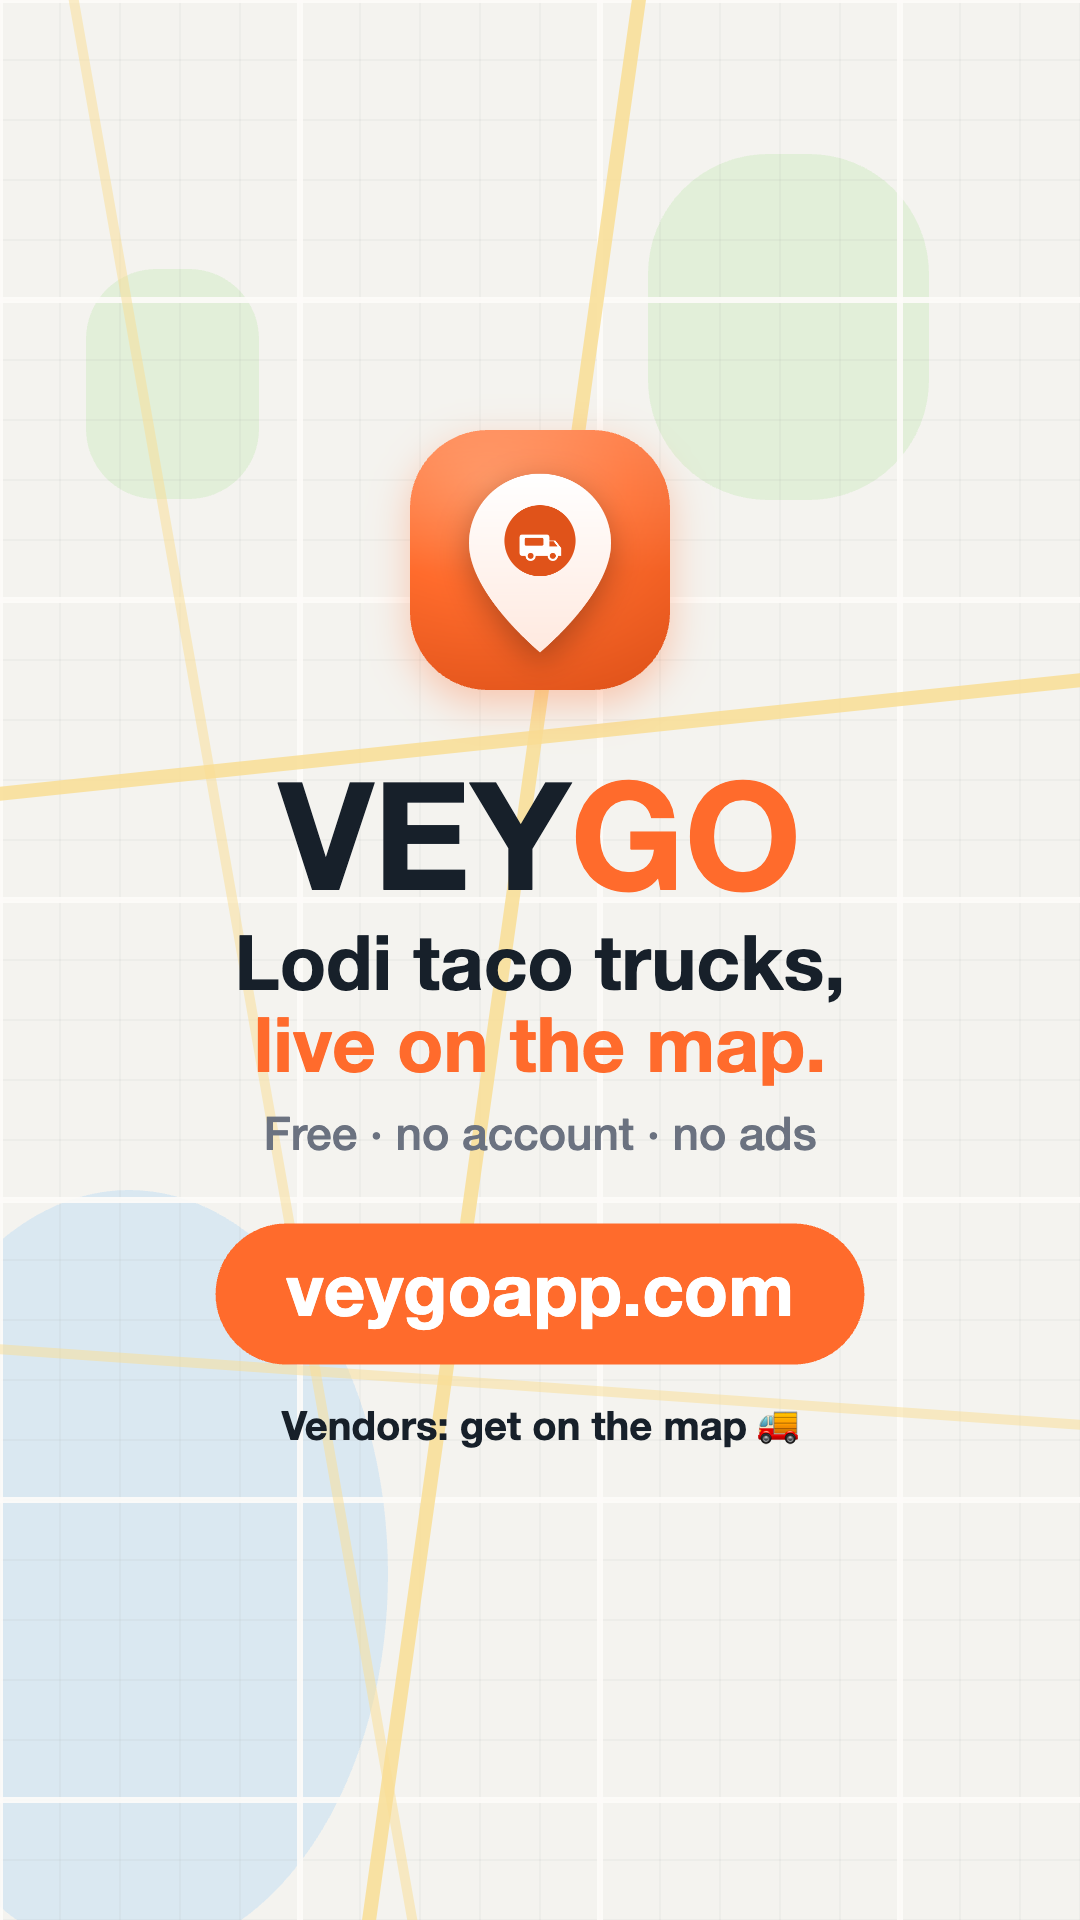 VEYGO
Lodi taco trucks,
live on the map.
Free · no account · no ads
veygoapp.com
Vendors: get on the map 🚚